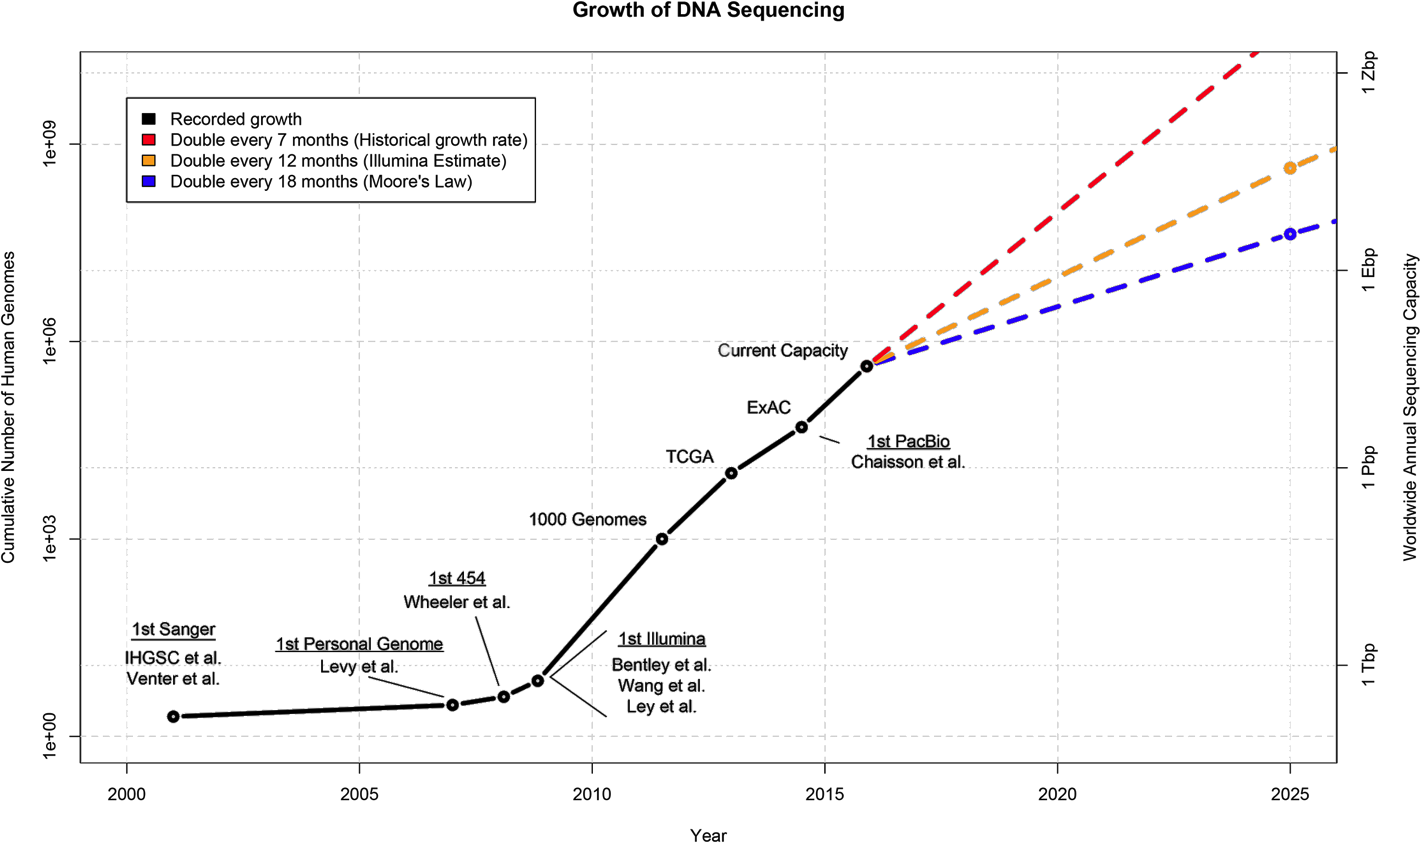 Growth of DNA Sequencing
Recorded growth
Double every 7 months (Historical growth rate)
Double every 12 months (Illumina Estimate)
Double every 18 months (Moore's Law)
Cumulative Number of Human Genomes
1e+09
1e+06
1e+03
1e+00
1st Sanger
IHGSC et al.
Venter et al.
1st Personal Genome
Levy et al.
1st 454
Wheeler et al.
1st Illumina
Bentley et al.
Wang et al.
Ley et al.
1000 Genomes
TCGA
ExAC
Current Capacity
1st PacBio
Chaisson et al.
1 Zbp
1 Ebp
1 Pbp
1 Tbp
Worldwide Annual Sequencing Capacity
2000
2005
2010
2015
2020
2025
Year